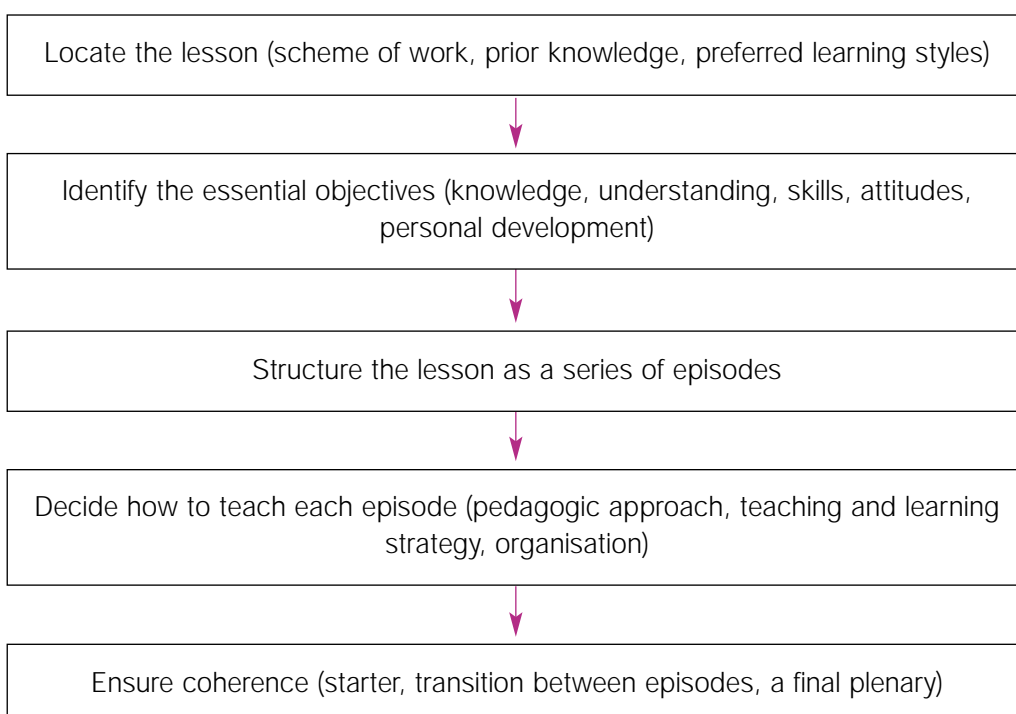 Locate the lesson (scheme of work, prior knowledge, preferred learning styles)
Identify the essential objectives (knowledge, understanding, skills, attitudes,
personal development)
Structure the lesson as a series of episodes
Decide how to teach each episode (pedagogic approach, teaching and learning
strategy, organisation)
Ensure coherence (starter, transition between episodes, a final plenary)